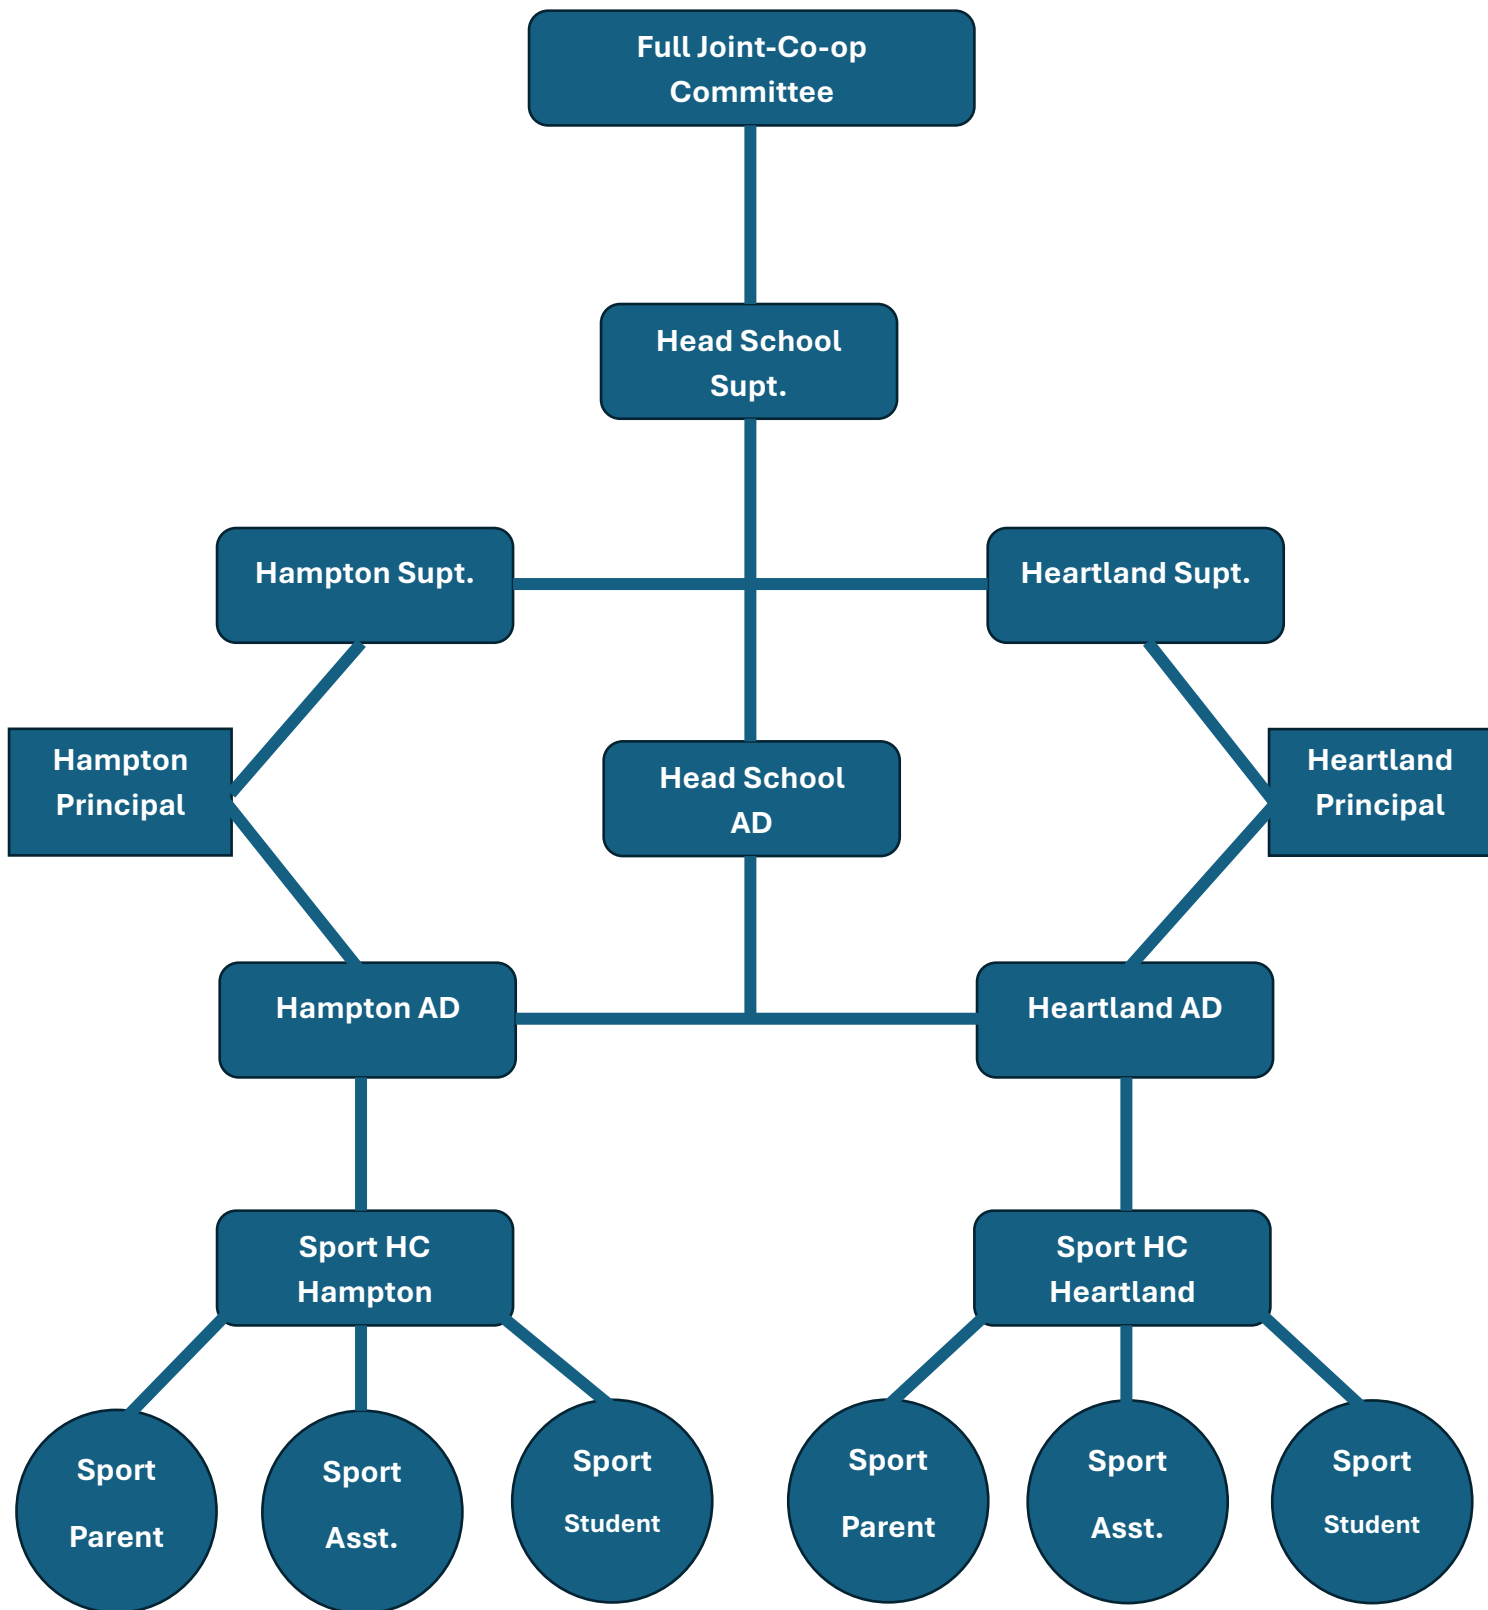 Full Joint-Co-op
Committee
Head School
Supt.
Hampton Supt.
Heartland Supt.
Hampton
Principal
Head School
AD
Heartland
Principal
Hampton AD
Heartland AD
Sport HC
Hampton
Sport HC
Heartland
Sport
Parent
Sport
Asst.
Sport
Student
Sport
Parent
Sport
Asst.
Sport
Student